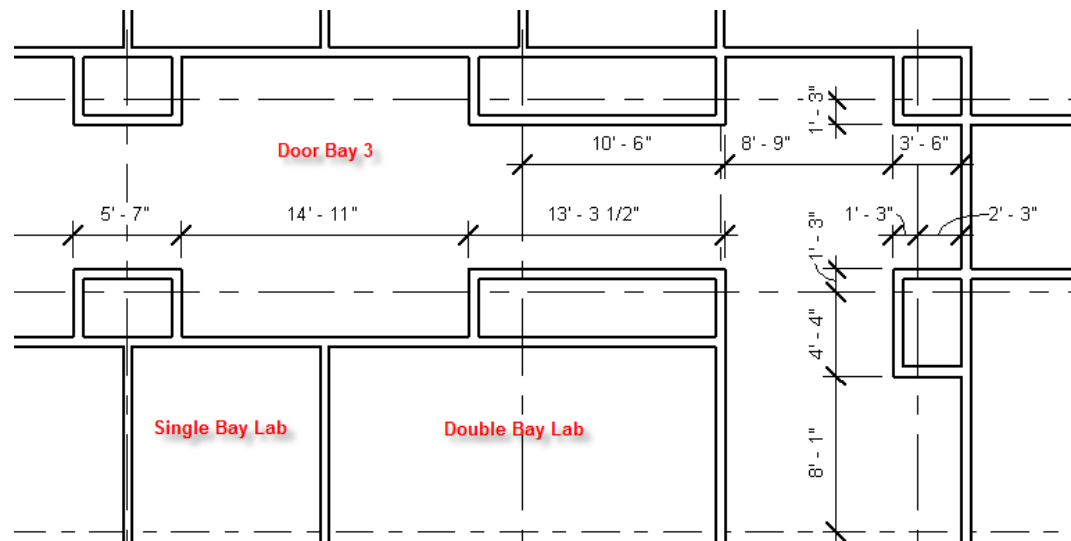 1' - 3"
10' - 6"
8' - 9"
3' - 6"
Door Bay 3
5' - 7"
14' - 11"
13' - 3 1/2"
1' - 3"
1' - 3"
2' - 3"
4' - 4"
Single Bay Lab
Double Bay Lab
8' - 1"